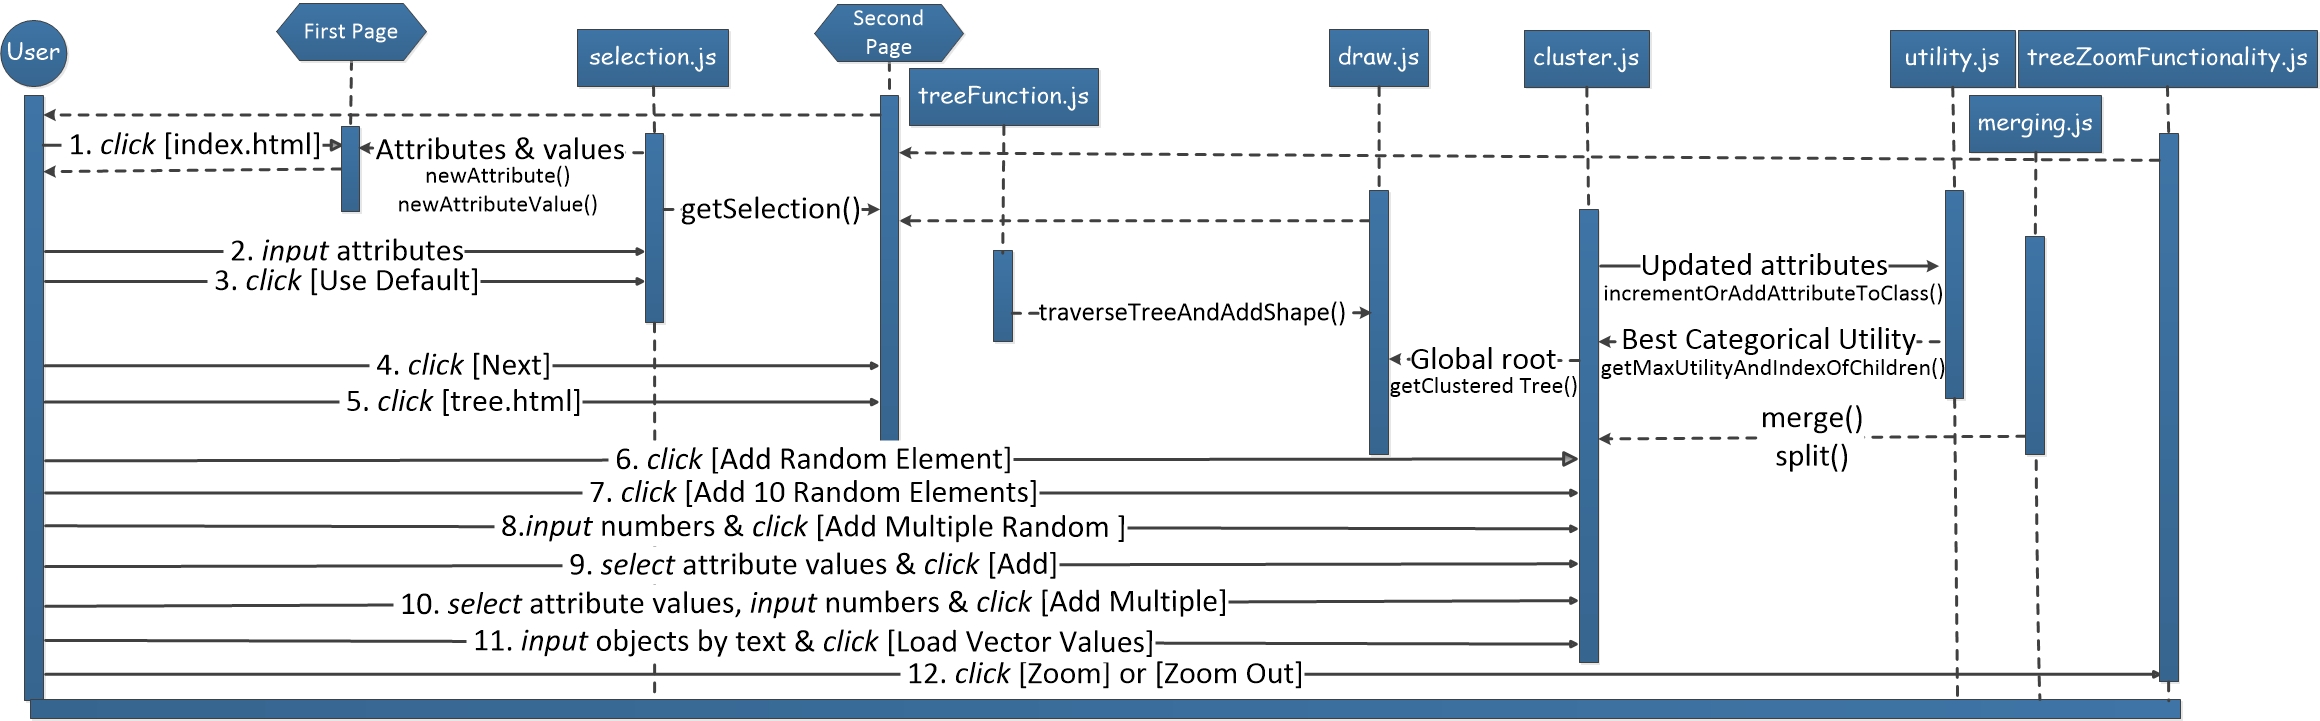 User
First Page
selection.js
Second
Page
treeFunction.js
draw.js
cluster.js
utility.js
treeZoomFunctionality.js
merging.js
1. click [index.html]
Attributes & values
newAttribute()
newAttributeValue()
getSelection()
2. input attributes
3. click [Use Default]
Updated attributes
incrementOrAddAttributeToClass()
traverseTreeAndAddShape()
Best Categorical Utility
getMaxUtilityAndIndexOfChildren()
Global root
getClustered Tree()
4. click [Next]
5. click [tree.html]
merge()
split()
6. click [Add Random Element]
7. click [Add 10 Random Elements]
8.input numbers & click [Add Multiple Random ]
9. select attribute values & click [Add]
10. select attribute values, input numbers & click [Add Multiple]
11. input objects by text & click [Load Vector Values]
12. click [Zoom] or [Zoom Out]